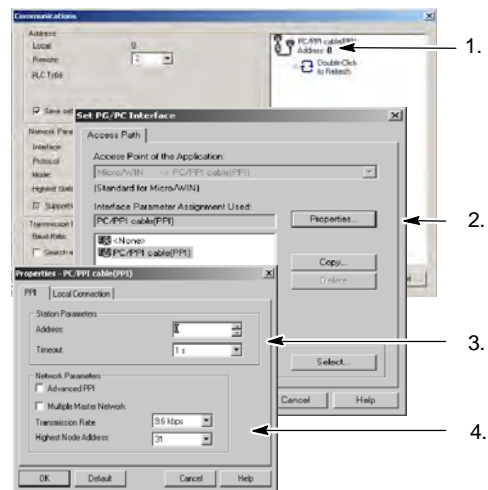 Communications
Address
Local: 0
Remote: 2
PLC Type:
Save set
Network Para
Interface:
Protocol:
Mode:
Highest Stati
Supports
Transmission
Baud Rate:
Search a
PC/PPI cable(PPI)
Address: 0
Double-Click
to Refresh
1.
Set PG/PC Interface
Access Path
Access Point of the Application:
Micro/WIN -> PC/PPI cable(PPI)
(Standard for Micro/WIN)
Interface Parameter Assignment Used:
PC/PPI cable(PPI)
<None>
PC/PPI cable(PPI)
Properties...
Copy...
Delete
Select...
Cancel
Help
2.
Properties - PC/PPI cable(PPI)
PPI
Local Connection
Station Parameters
Address:
Timeout: 1 s
3.
Network Parameters
Advanced PPI
Multiple Master Network
Transmission Rate: 9.6 kbps
Highest Node Address: 31
4.
OK
Default
Cancel
Help